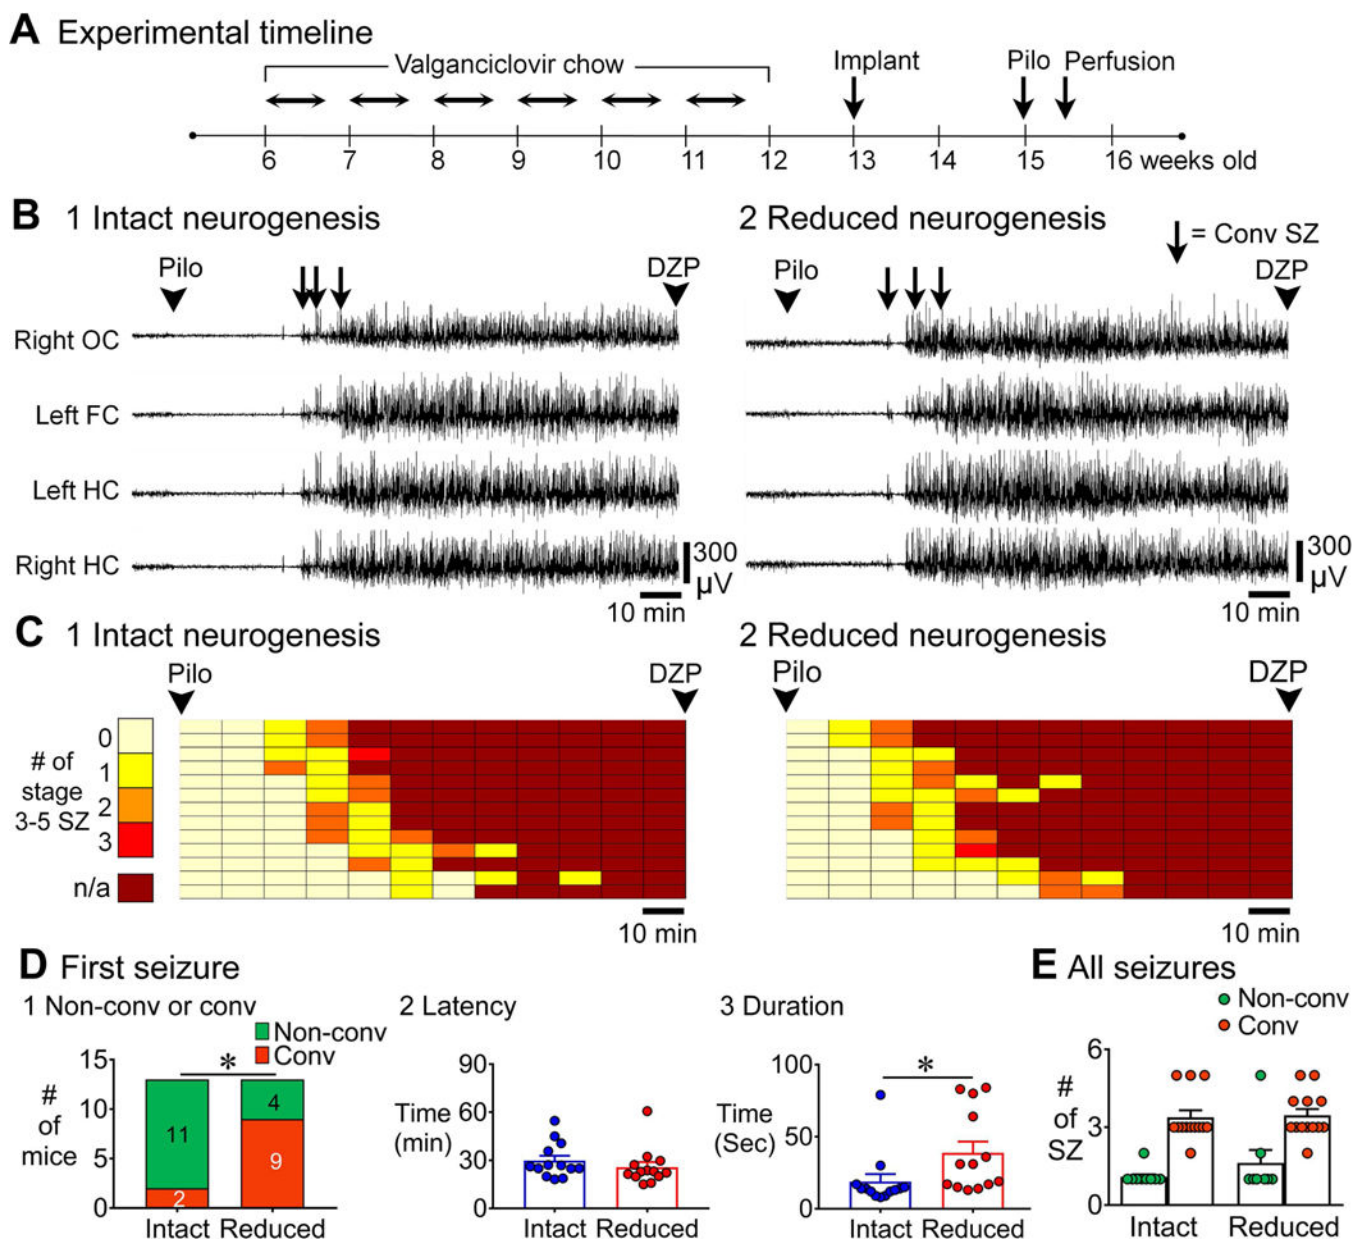 A Experimental timeline
Valganciclovir chow
Implant
Pilo Perfusion
6 7 8 9 10 11 12 13 14 15 16 weeks old
B 1 Intact neurogenesis
2 Reduced neurogenesis
= Conv SZ
Pilo
DZP
Pilo
DZP
Right OC
Left FC
Left HC
Right HC
300
µV
10 min
300
µV
10 min
C 1 Intact neurogenesis
2 Reduced neurogenesis
Pilo
DZP
Pilo
DZP
# of
stage
3-5 SZ
0
1
2
3
n/a
10 min
10 min
D First seizure
1 Non-conv or conv
Non-conv
Conv
# of mice
15
10
5
0
*
11
2
4
9
Intact Reduced
2 Latency
Time
(min)
90
60
30
0
Intact Reduced
3 Duration
Time
(Sec)
100
50
0
*
Intact Reduced
E All seizures
Non-conv
Conv
# of SZ
6
3
0
Intact Reduced